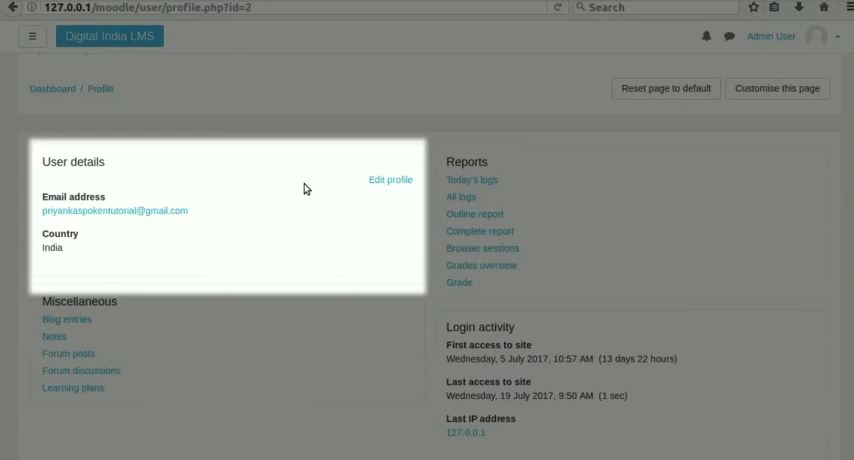 127.0.0.1/moodle/user/profile.php?id=2
Search
Digital India LMS
Admin User
Dashboard / Profile
Reset page to default
Customise this page
User details
Edit profile
Email address
priyankaspokentutorial@gmail.com
Country
India
Miscellaneous
Blog entries
Notes
Forum posts
Forum discussions
Learning plans
Reports
Today's logs
All logs
Outline report
Complete report
Browser sessions
Grades overview
Grade
Login activity
First access to site
Wednesday, 5 July 2017, 10:57 AM (13 days 22 hours)
Last access to site
Wednesday, 19 July 2017, 9:50 AM (1 sec)
Last IP address
127.0.0.1